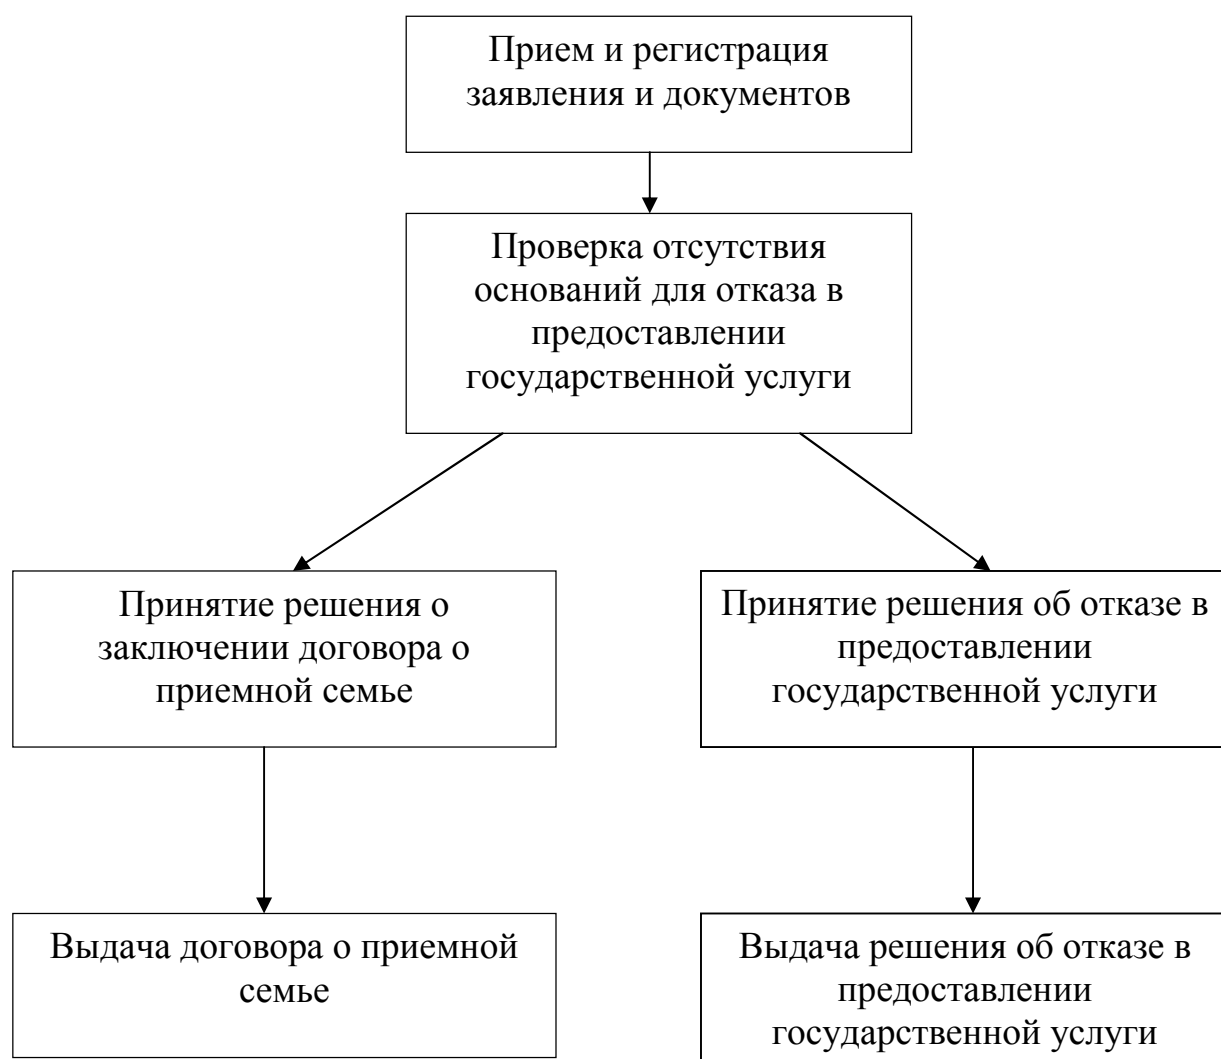 Прием и регистрация
заявления и документов
Проверка отсутствия
оснований для отказа в
предоставлении
государственной услуги
Принятие решения о
заключении договора о
приемной семье
Принятие решения об отказе в
предоставлении
государственной услуги
Выдача договора о приемной
семье
Выдача решения об отказе в
предоставлении
государственной услуги